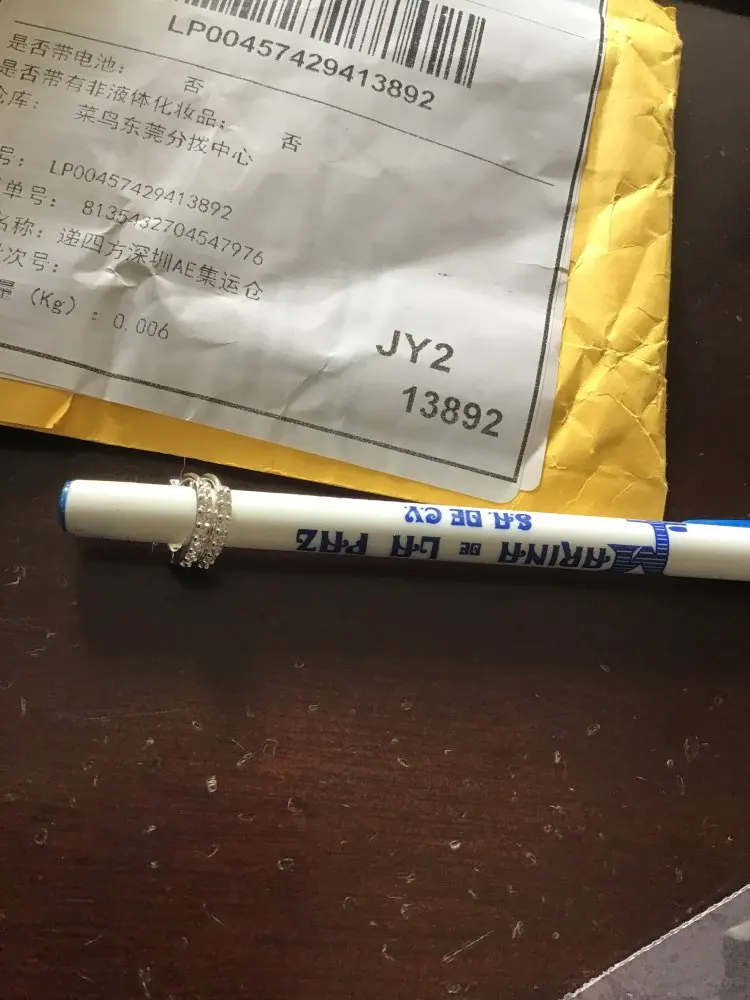 LP00457429413892
是否带电池: 否
是否带有非液体化妆品: 否
仓库: 菜鸟东莞分拨中心
号: LP00457429413892
单号: 8135432704547976
名称: 递四方深圳AE集运仓
次号:
量 (Kg) : 0.006
JY2
13892
ARINA DE LA PAZ
S.A. DE C.V.